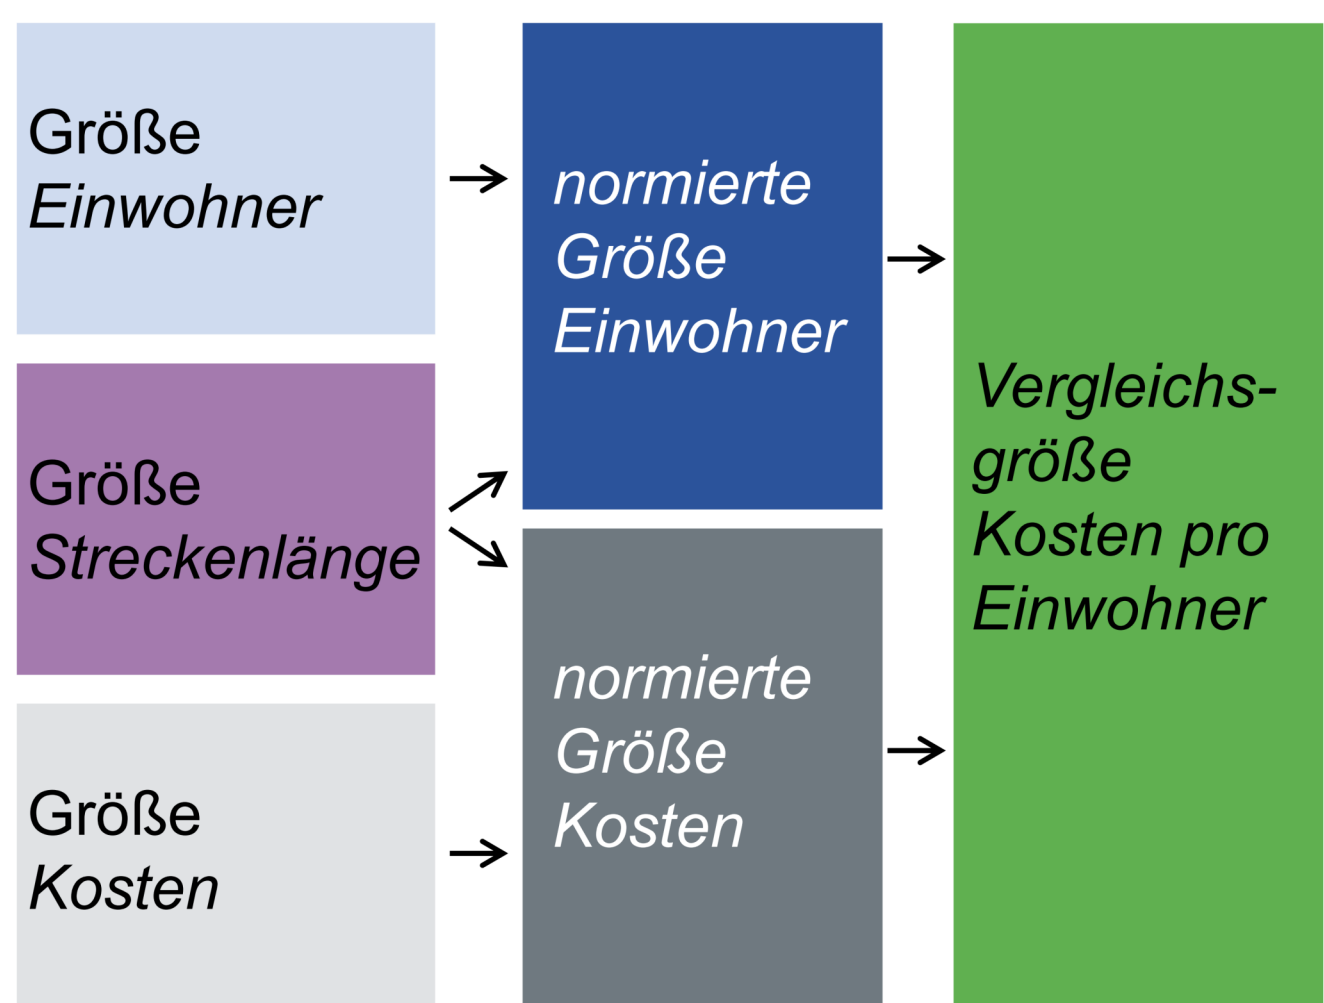 Größe
Einwohner
Größe
Streckenlänge
Größe
Kosten
normierte
Größe
Einwohner
normierte
Größe
Kosten
Vergleichs-
größe
Kosten pro
Einwohner